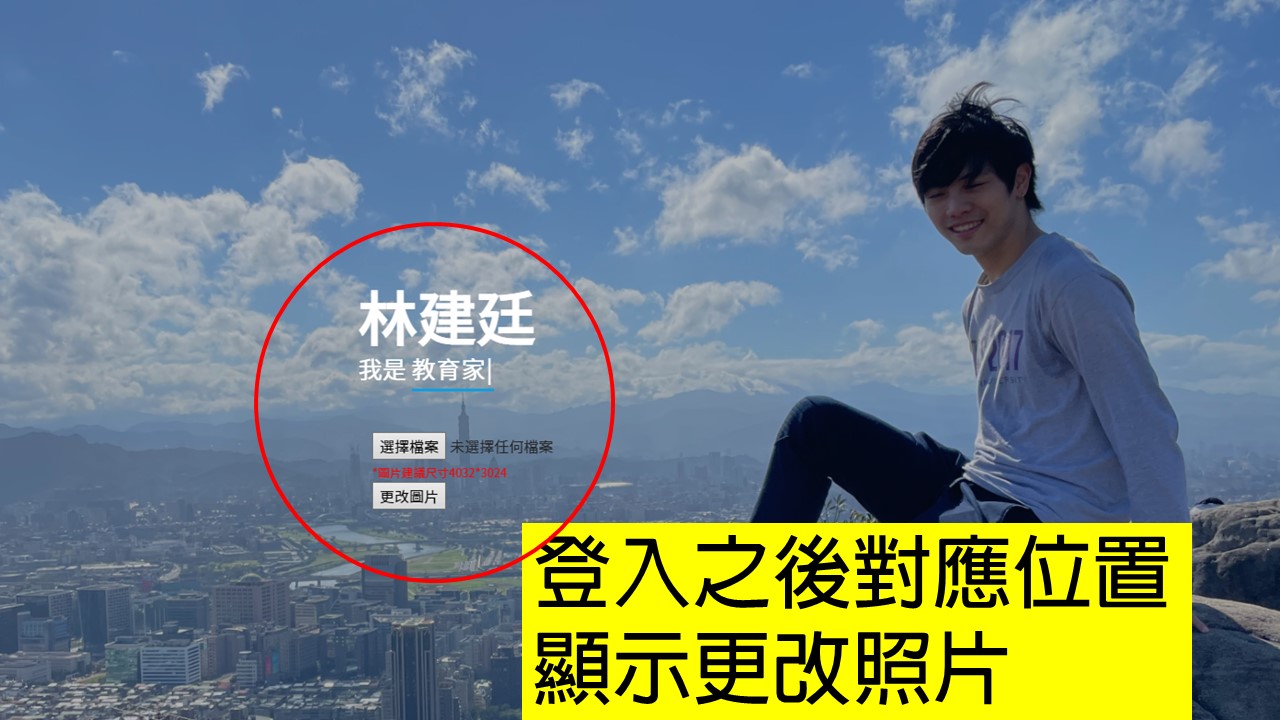 林建廷
我是 教育家|
選擇檔案 未選擇任何檔案
*圖片建議尺寸4032*3024
更改圖片
登入之後對應位置
顯示更改照片